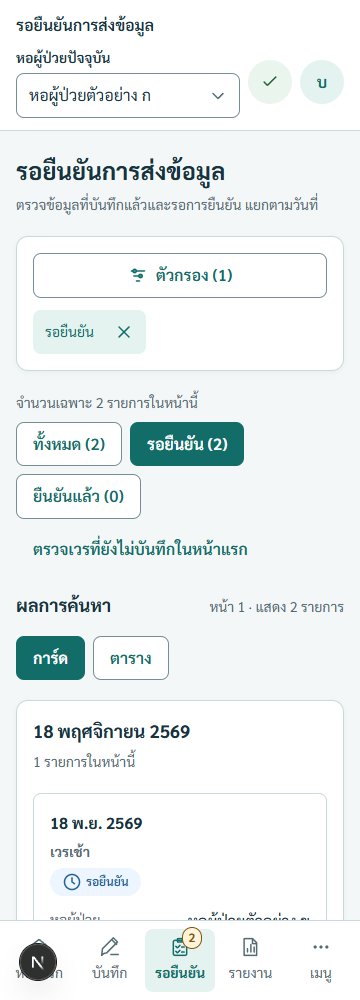 รอยืนยันการส่งข้อมูล
หอผู้ป่วยปัจจุบัน
หอผู้ป่วยตัวอย่าง ก
บ
รอยืนยันการส่งข้อมูล
ตรวจข้อมูลที่บันทึกแล้วและรอการยืนยัน แยกตามวันที่
ตัวกรอง (1)
รอยืนยัน
จำนวนเฉพาะ 2 รายการในหน้านี้
ทั้งหมด (2)
รอยืนยัน (2)
ยืนยันแล้ว (0)
ตรวจเวรที่ยังไม่บันทึกในหน้าแรก
ผลการค้นหา
หน้า 1 · แสดง 2 รายการ
การ์ด
ตาราง
18 พฤศจิกายน 2569
1 รายการในหน้านี้
18 พ.ย. 2569
เวรเช้า
รอยืนยัน
2
N
บันทึก
รอยืนยัน
รายงาน
เมนู